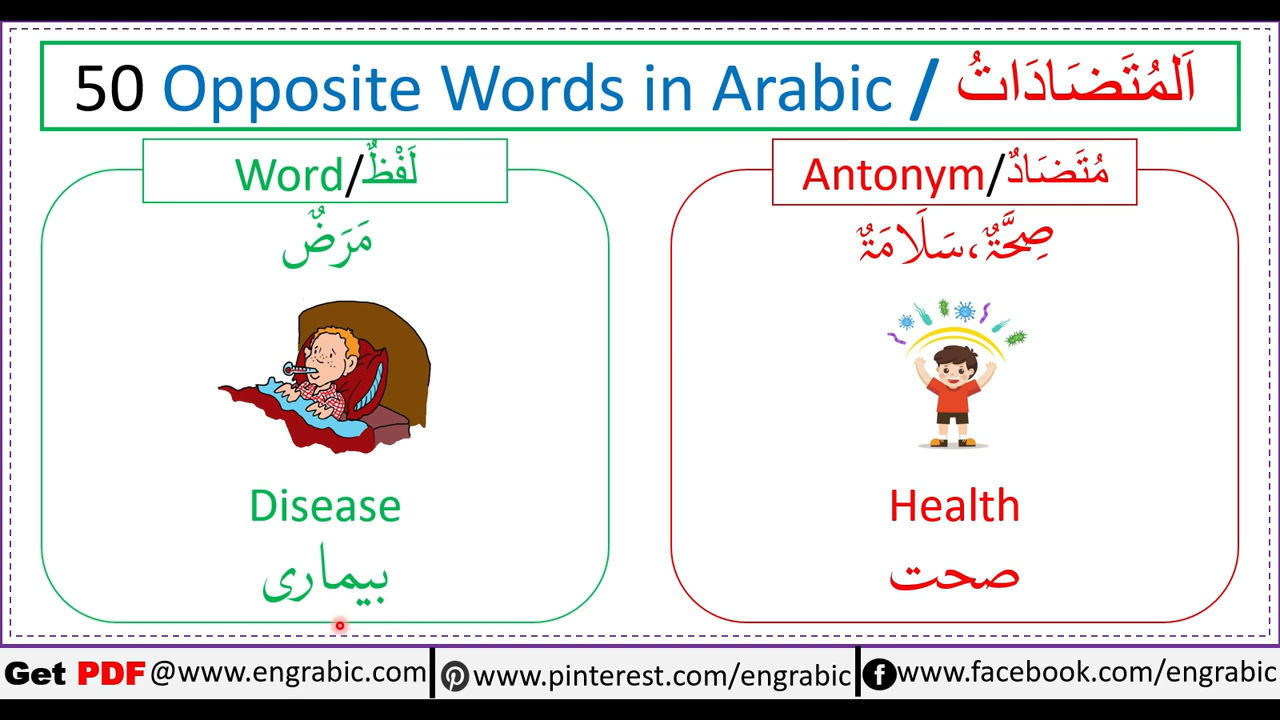 50 Opposite Words in Arabic / اَلْمُتَضَادَاتُ
Word/لَفْظٌ
مَرَضٌ
Disease
بیماری
Antonym/مُتَضَادٌ
صِحَّةٌ،سَلَامَةٌ
Health
صحت
Get PDF @www.engrabic.com
www.pinterest.com/engrabic
www.facebook.com/engrabic